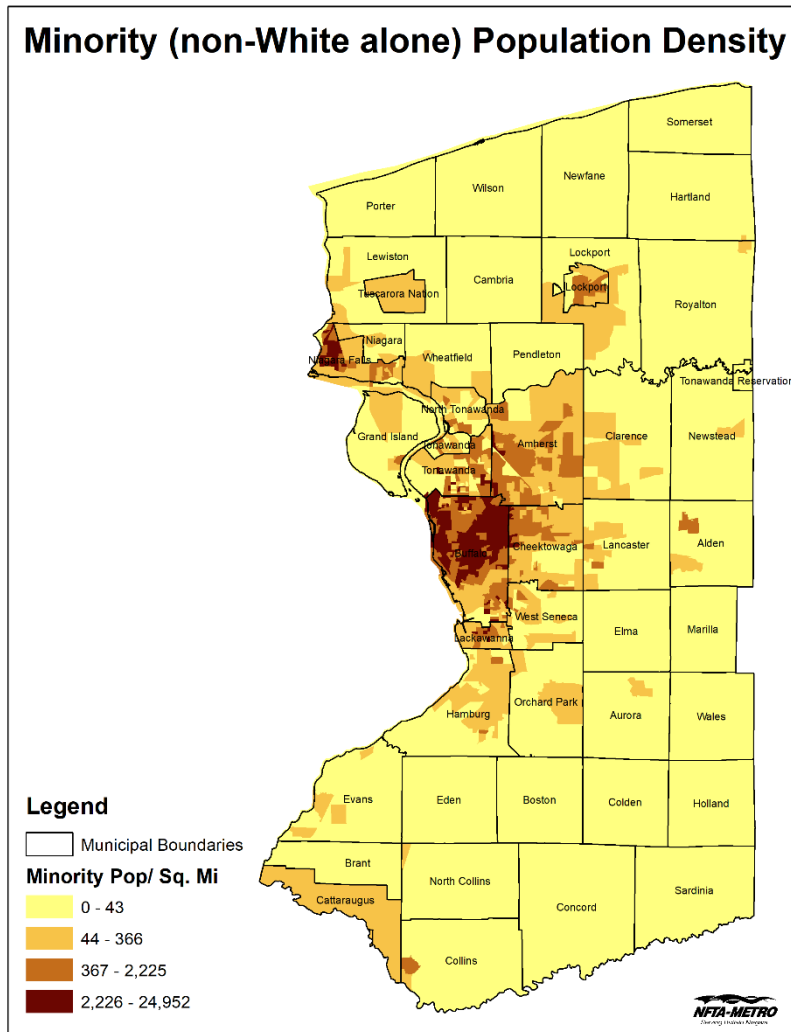 Minority (non-White alone) Population Density
Somerset
Newfane
Wilson
Hartland
Porter
Lewiston
Lockport
Cambria
Tuscarora Nation
Lockport
Royalton
Niagara
Niagara Falls
Wheatfield
Pendleton
Tonawanda Reservation
North Tonawanda
Grand Island
Tonawanda
Amherst
Clarence
Newstead
Tonawanda
Buffalo
Cheektowaga
Lancaster
Alden
West Seneca
Elma
Marilla
Lackawanna
Orchard Park
Hamburg
Aurora
Wales
Evans
Eden
Boston
Colden
Holland
Brant
North Collins
Cattaraugus
Concord
Sardinia
Collins
Legend
Municipal Boundaries
Minority Pop/ Sq. Mi
0 - 43
44 - 366
367 - 2,225
2,226 - 24,952
NFTA-METRO